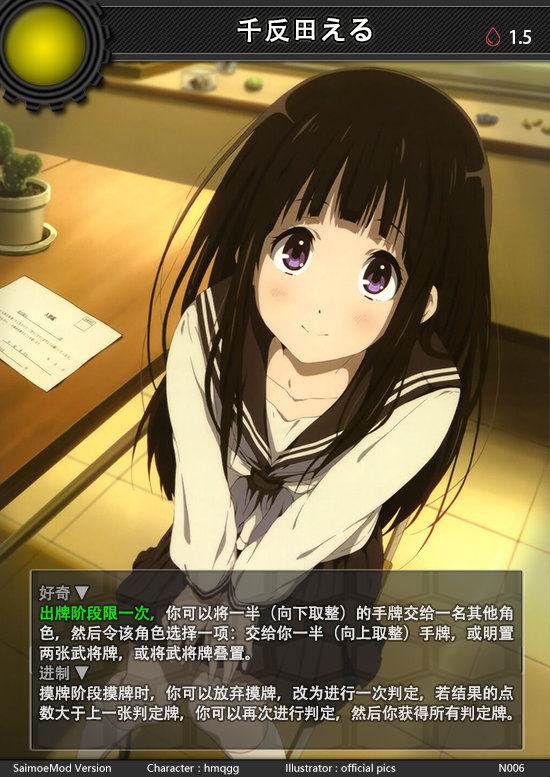 千反田える
1.5
好奇▼
出牌阶段限一次，你可以将一半（向下取整）的手牌交给一名其他角
色，然后令该角色选择一项：交给你一半（向上取整）手牌，或明置
两张武将牌，或将武将牌叠置。
进制▼
摸牌阶段摸牌时，你可以放弃摸牌，改为进行一次判定，若结果的点
数大于上一张判定牌，你可以再次进行判定，然后你获得所有判定牌。
SaimoeMod Version Character : hmqgg Illustrator : official pics N006